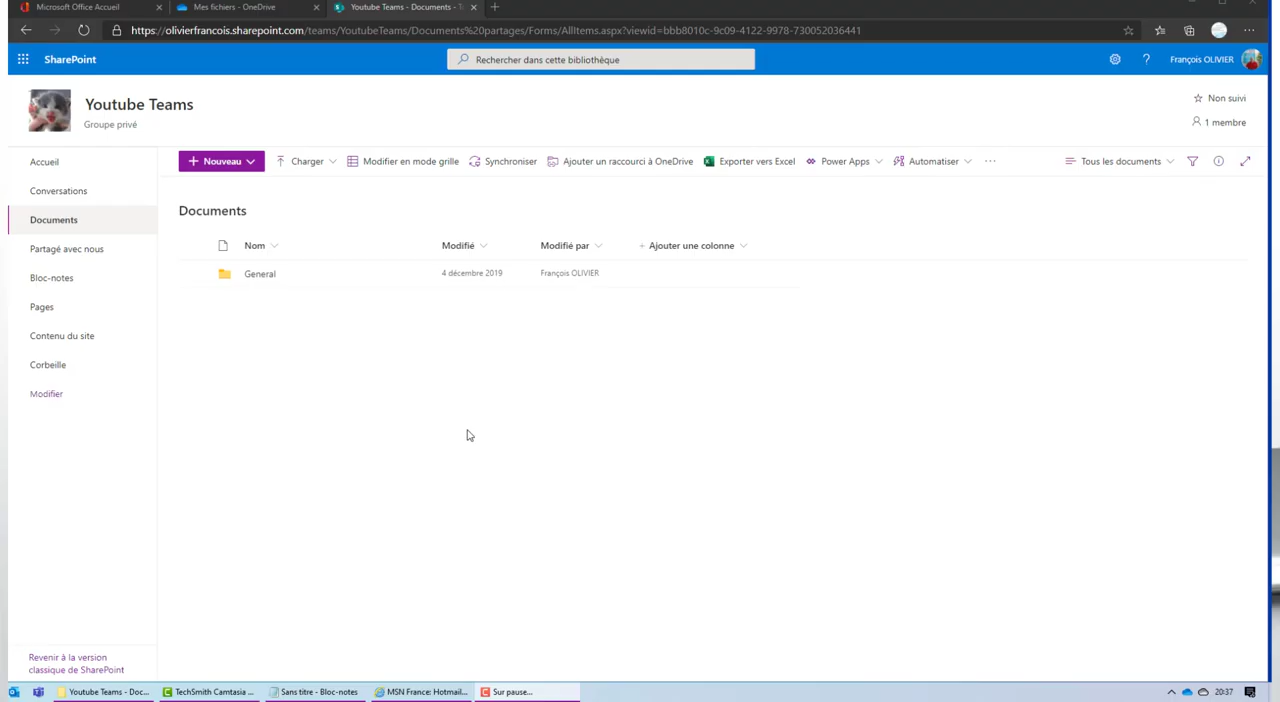 Microsoft Office Accueil
Mes fichiers - OneDrive
Youtube Teams - Documents - T
https://olivierfrancois.sharepoint.com/teams/YoutubeTeams/Documents%20partages/Forms/AllItems.aspx?viewid=bbb8010c-9c09-4122-9978-730052036441
SharePoint
Rechercher dans cette bibliothèque
François OLIVIER
Youtube Teams
Groupe privé
Non suivi
1 membre
Accueil
Conversations
Documents
Partagé avec nous
Bloc-notes
Pages
Contenu du site
Corbeille
Modifier
Revenir à la version
classique de SharePoint
+ Nouveau
Charger
Modifier en mode grille
Synchroniser
Ajouter un raccourci à OneDrive
Exporter vers Excel
Power Apps
Automatiser
...
Tous les documents
Documents
Nom
Modifié
Modifié par
+ Ajouter une colonne
General
4 décembre 2019
François OLIVIER
Youtube Teams - Doc...
TechSmith Camtasia ...
Sans titre - Bloc-notes
MSN France: Hotmail...
Sur pause...
20:37